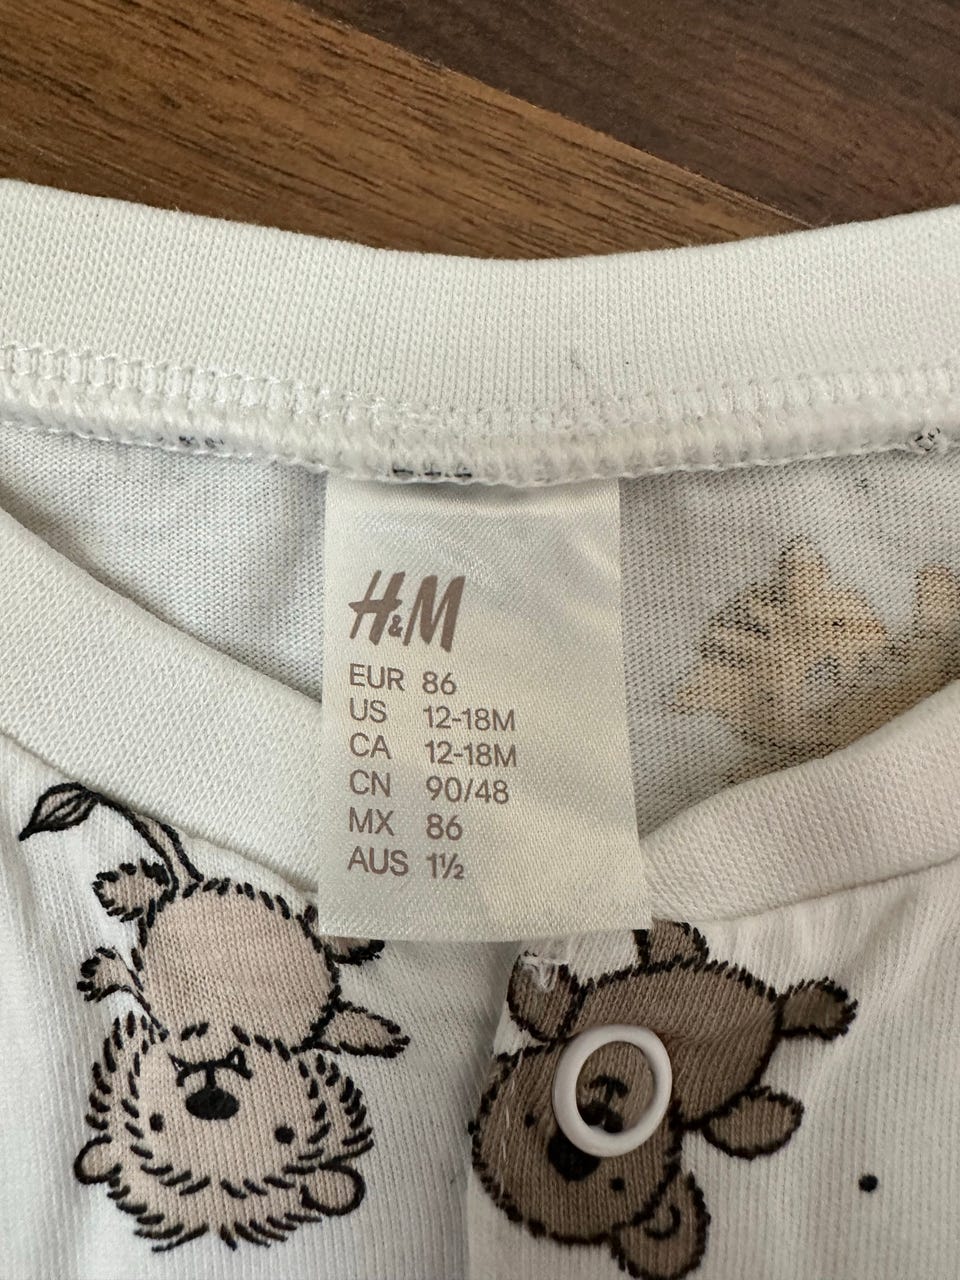 H&M
EUR 86
US 12-18M
CA 12-18M
CN 90/48
MX 86
AUS 1½